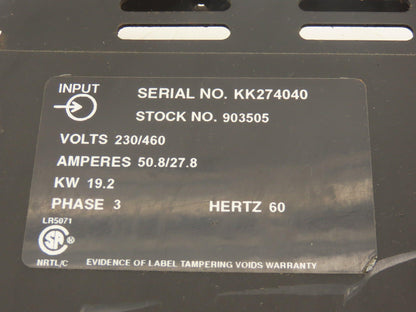 INPUT
SERIAL NO. KK274040
STOCK NO. 903505
VOLTS 230/460
AMPERES 50.8/27.8
KW 19.2
PHASE 3 HERTZ 60
LR5071
SA ®
NRTL/C EVIDENCE OF LABEL TAMPERING VOIDS WARRANTY